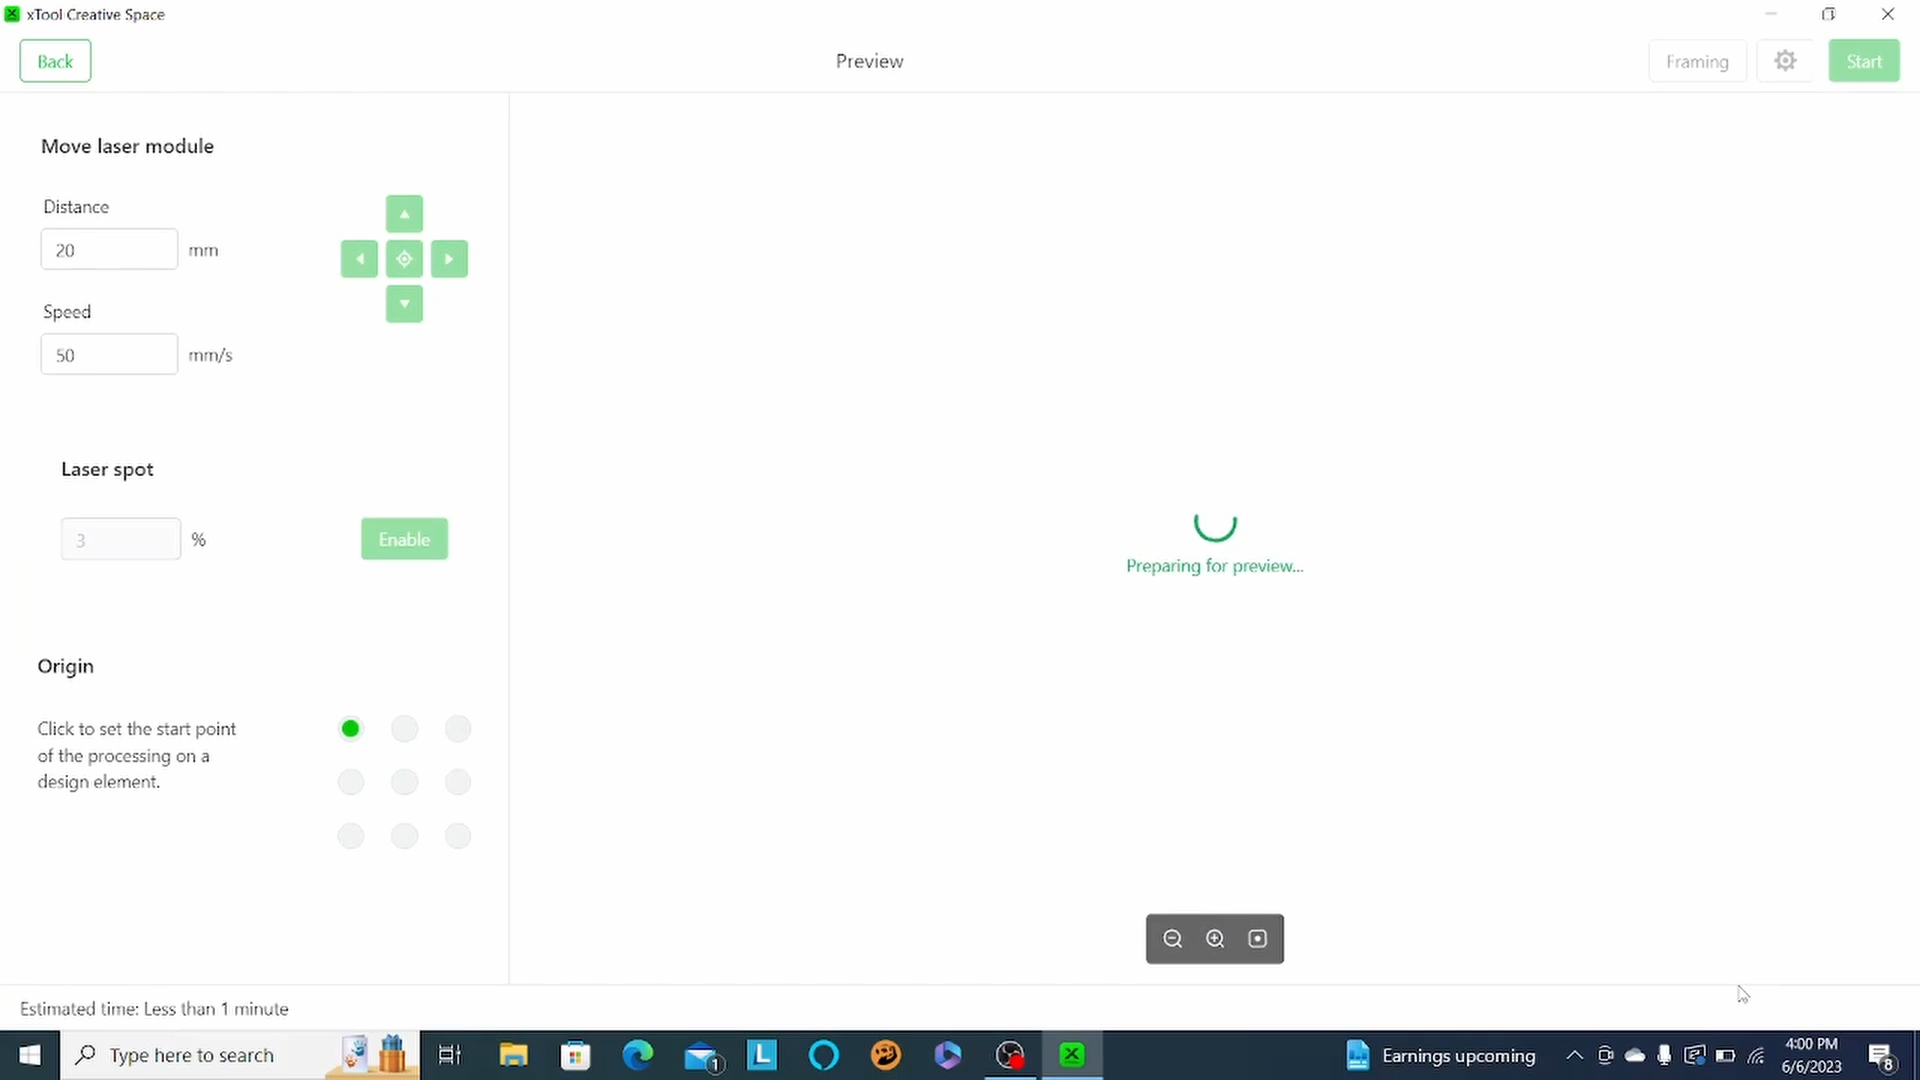 xTool Creative Space
Back
Preview
Framing
Start
Move laser module
Distance
20
mm
Speed
50
mm/s
Laser spot
3
%
Enable
Preparing for preview...
Origin
Click to set the start point
of the processing on a
design element.
Estimated time: Less than 1 minute
Type here to search
1
L
Earnings upcoming
4:00 PM
6/6/2023
8